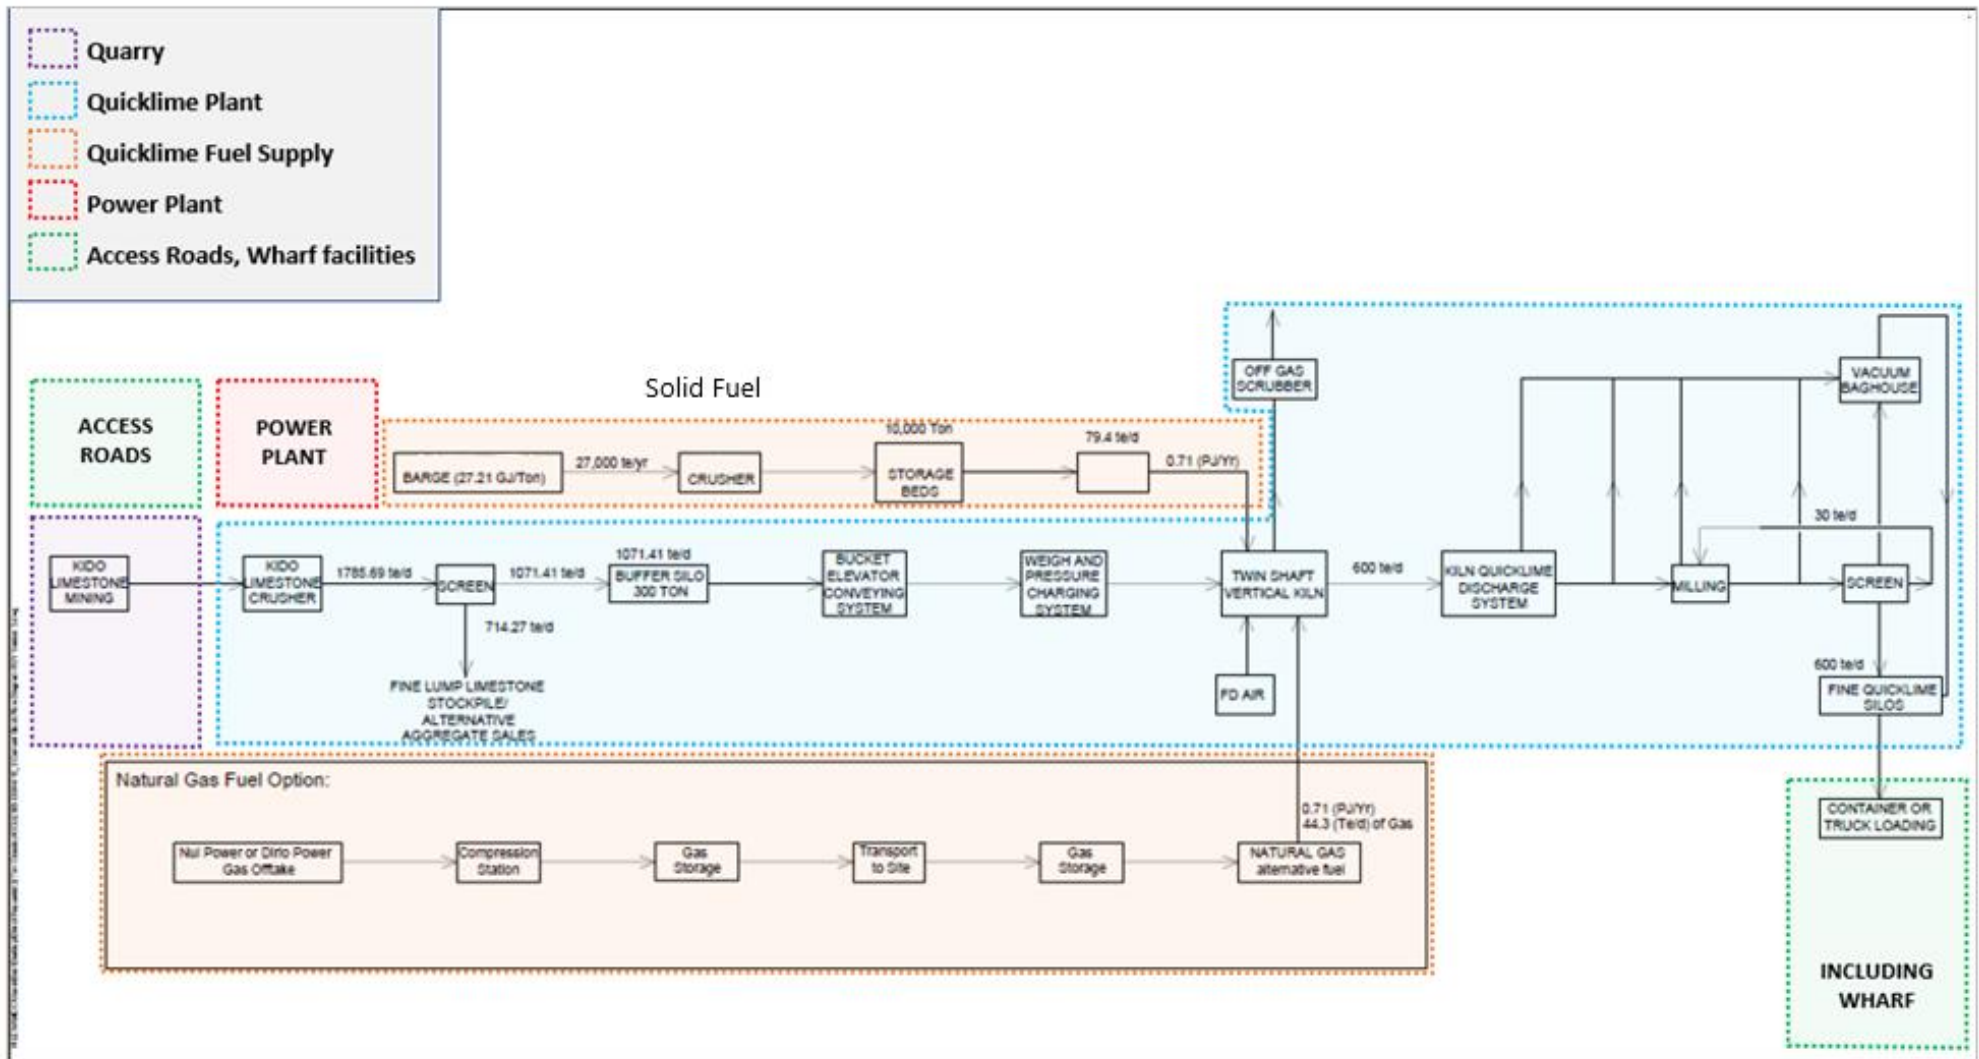 Quarry
Quicklime Plant
Quicklime Fuel Supply
Power Plant
Access Roads, Wharf facilities
Solid Fuel
ACCESS
ROADS
POWER
PLANT
BARGE (27.21 GJ/Ton)
27,000 te/yr
CRUSHER
10,000 Ton
STORAGE
BEDS
79.4 te/d
0.71 (PJ/Yr)
OFF GAS
SCRUBBER
VACUUM
BAGHOUSE
KIDO
LIMESTONE
MINING
KIDO
LIMESTONE
CRUSHER
1785.69 te/d
SCREEN
1071.41 te/d
714.27 te/d
FINE LUMP LIMESTONE
STOCKPILE/
ALTERNATIVE
AGGREGATE SALES
1071.41 te/d
BUFFER SILO
300 TON
BUCKET
ELEVATOR
CONVEYING
SYSTEM
WEIGH AND
PRESSURE
CHARGING
SYSTEM
TWIN SHAFT
VERTICAL KILN
FD AIR
600 te/d
KILN QUICKLIME
DISCHARGE
SYSTEM
MILLING
30 te/d
SCREEN
600 te/d
FINE QUICKLIME
SILOS
CONTAINER OR
TRUCK LOADING
INCLUDING
WHARF
Natural Gas Fuel Option:
Nui Power or Dirio Power
Gas Offtake
Compression
Station
Gas
Storage
Transport
to Site
Gas
Storage
NATURAL GAS
alternative fuel
0.71 (PJ/Yr)
44.3 (Te/d) of Gas